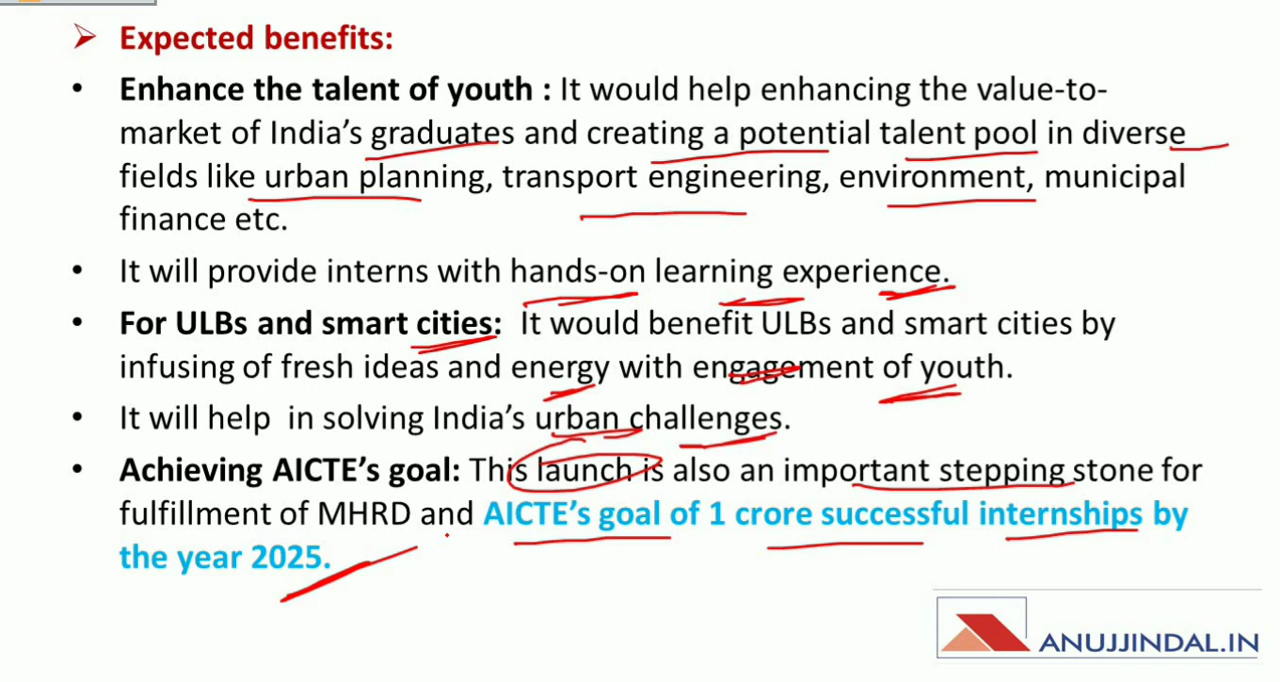 ➢ Expected benefits:
• Enhance the talent of youth : It would help enhancing the value-to-
market of India's graduates and creating a potential talent pool in diverse
fields like urban planning, transport engineering, environment, municipal
finance etc.
• It will provide interns with hands-on learning experience.
• For ULBs and smart cities: It would benefit ULBs and smart cities by
infusing of fresh ideas and energy with engagement of youth.
• It will help in solving India's urban challenges.
• Achieving AICTE's goal: This launch is also an important stepping stone for
fulfillment of MHRD and AICTE's goal of 1 crore successful internships by
the year 2025.
ANUJJINDAL.IN